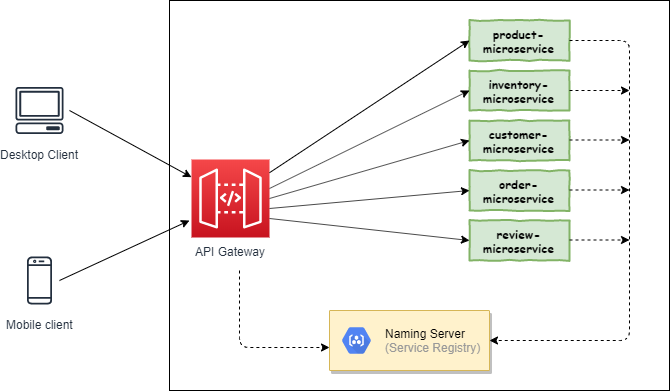 product-
microservice
inventory-
microservice
customer-
microservice
order-
microservice
review-
microservice
Desktop Client
API Gateway
Mobile client
Naming Server
(Service Registry)